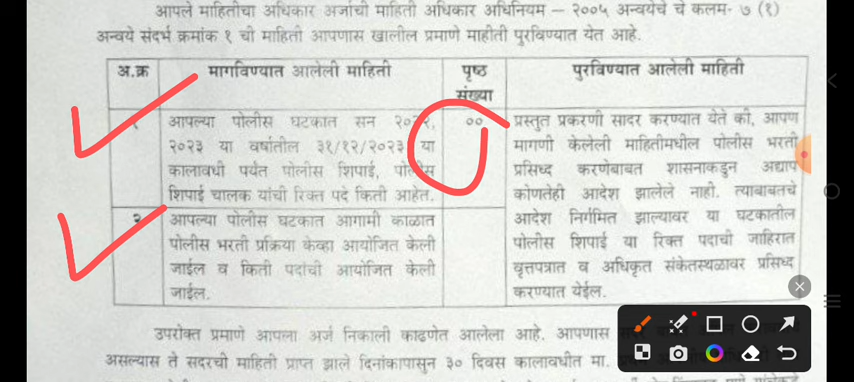 आपले माहितीचा अधिकार अर्जाची माहिती अधिकार अधिनियम – २००५ अन्वयेचे चे कलम- ७ (१)
अन्वये संदर्भ क्रमांक १ ची माहिती आपणास खालील प्रमाणे माहीती पुरविण्यात येत आहे.
अ.क्र मागविण्यात आलेली माहिती पृष्ठ संख्या पुरविण्यात आलेली माहिती
आपल्या पोलीस घटकात सन २०२२,
२०२३ या वर्षातील ३१/१२/२०२३ या
कालावधी पर्यंत पोलीस शिपाई, पोलीस
शिपाई चालक यांची रिक्त पदे किती आहेत.
००
२
आपल्या पोलीस घटकात आगामी काळात
पोलीस भरती प्रक्रिया केव्हा आयोजित केली
जाईल व किती पदांची आयोजित केली
जाईल.
प्रस्तुत प्रकरणी सादर करण्यात येते की, आपण
मागणी केलेली माहितीमधील पोलीस भरती
प्रसिध्द करणेबाबत शासनाकडुन अद्याप
कोणतेही आदेश झालेले नाहो. त्याबाबतचे
आदेश निर्गमित झाल्यावर या घटकातील
पोलीस शिपाई या रिक्त पदाची जाहिरात
वृत्तपत्रात व अधिकृत संकेतस्थळावर प्रसिध्द
करण्यात येईल.
उपरोक्त प्रमाणे आपला अर्ज निकाली काढणेत आलेला आहे. आपणास
असल्यास ते सदरची माहिती प्राप्त झाले दिनांकापासुन ३० दिवस कालावधीत मा.